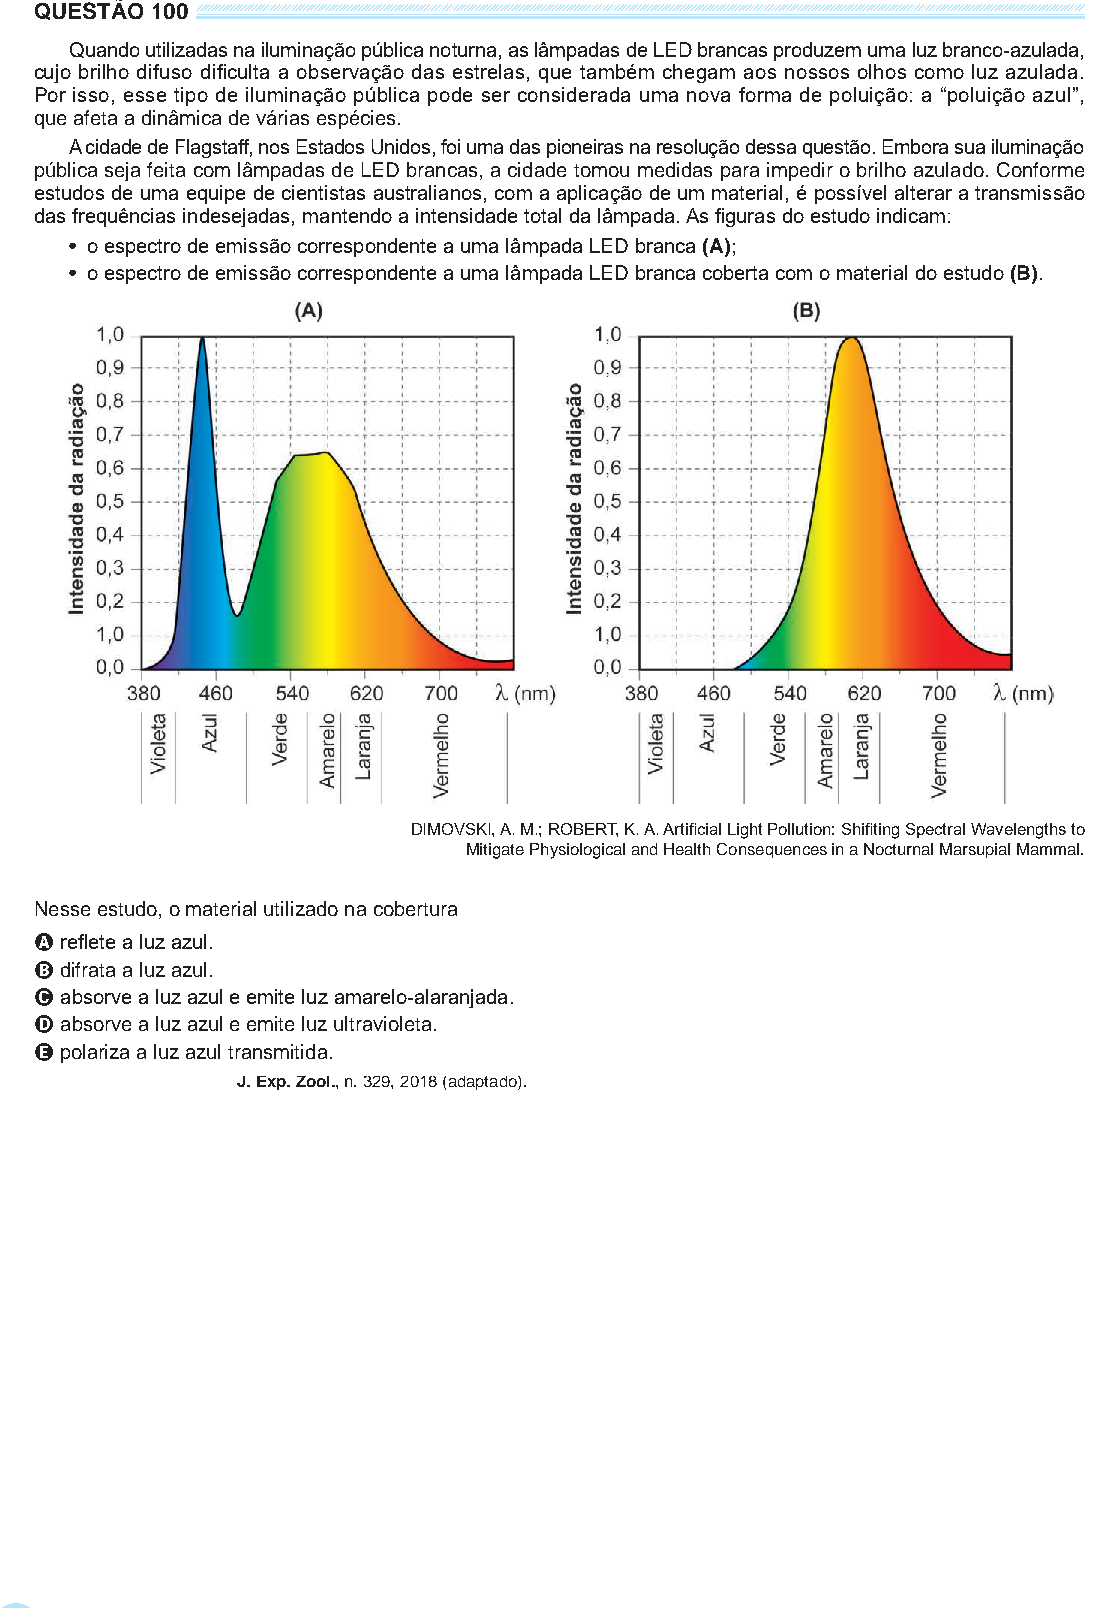 QUESTÃO 100
Quando utilizadas na iluminação pública noturna, as lâmpadas de LED brancas produzem uma luz branco-azulada,
cujo brilho difuso dificulta a observação das estrelas, que também chegam aos nossos olhos como luz azulada.
Por isso, esse tipo de iluminação pública pode ser considerada uma nova forma de poluição: a “poluição azul”,
que afeta a dinâmica de várias espécies.
A cidade de Flagstaff, nos Estados Unidos, foi uma das pioneiras na resolução dessa questão. Embora sua iluminação
pública seja feita com lâmpadas de LED brancas, a cidade tomou medidas para impedir o brilho azulado. Conforme
estudos de uma equipe de cientistas australianos, com a aplicação de um material, é possível alterar a transmissão
das frequências indesejadas, mantendo a intensidade total da lâmpada. As figuras do estudo indicam:
• o espectro de emissão correspondente a uma lâmpada LED branca (A);
• o espectro de emissão correspondente a uma lâmpada LED branca coberta com o material do estudo (B).
(A)
Intensidade da radiação
1,0
0,9
0,8
0,7
0,6
0,5
0,4
0,3
0,2
1,0
0,0
380 460 540 620 700 λ (nm)
Violeta Azul Verde Amarelo Laranja Vermelho
(B)
Intensidade da radiação
1,0
0,9
0,8
0,7
0,6
0,5
0,4
0,3
0,2
1,0
0,0
380 460 540 620 700 λ (nm)
Violeta Azul Verde Amarelo Laranja Vermelho
DIMOVSKI, A. M.; ROBERT, K. A. Artificial Light Pollution: Shifiting Spectral Wavelengths to
Mitigate Physiological and Health Consequences in a Nocturnal Marsupial Mammal.
Nesse estudo, o material utilizado na cobertura
A reflete a luz azul.
B difrata a luz azul.
C absorve a luz azul e emite luz amarelo-alaranjada.
D absorve a luz azul e emite luz ultravioleta.
E polariza a luz azul transmitida.
J. Exp. Zool., n. 329, 2018 (adaptado).